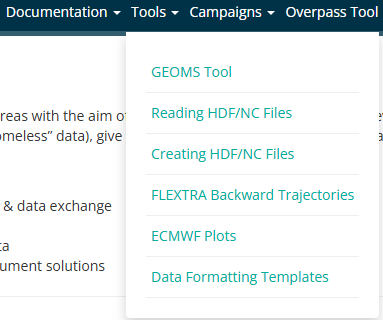 Documentation Tools Campaigns Overpass Tool
GEOMS Tool
reas with the aim of
Reading HDF/NC Files
omeless" data), give
Creating HDF/NC Files
FLEXTRA Backward Trajectories
& data exchange
ECMWF Plots
ta
ument solutions
Data Formatting Templates